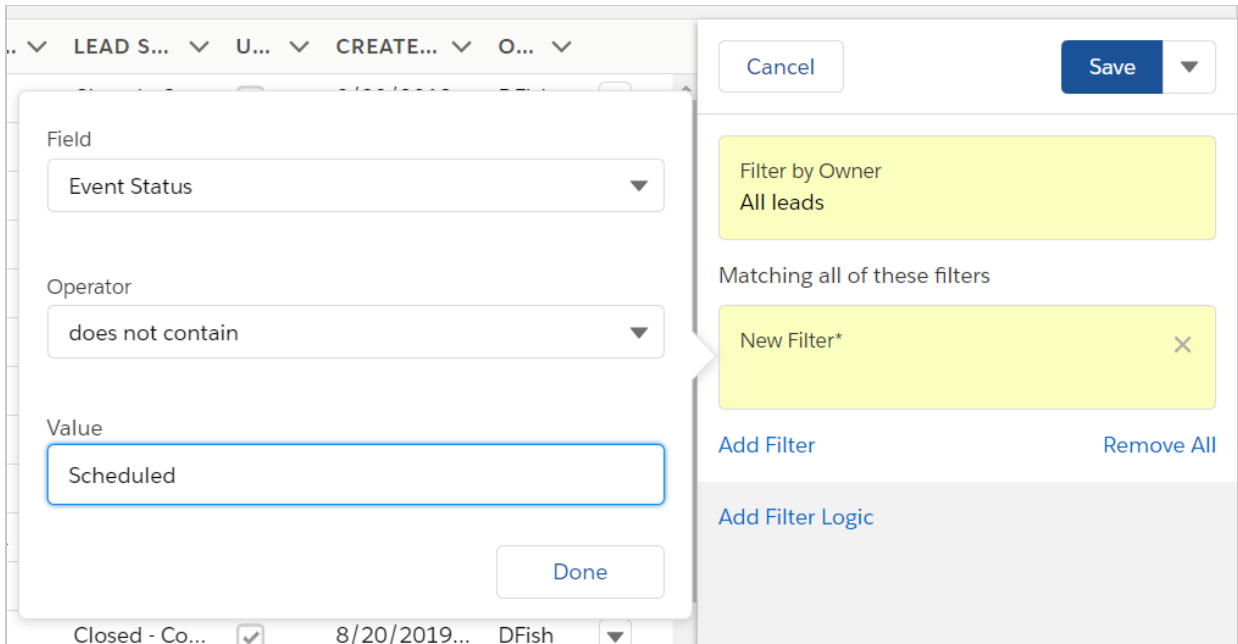 .. LEAD S... U... CREATE... O...
Cancel
Save
Field
Event Status
Operator
does not contain
Value
Scheduled
Done
Filter by Owner
All leads
Matching all of these filters
New Filter*
Add Filter Remove All
Add Filter Logic
Closed - Co... 8/20/2019... DFish